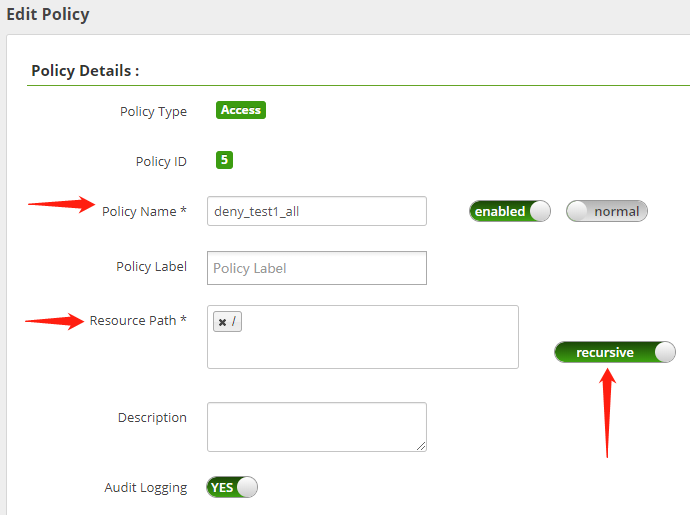 Edit Policy
Policy Details :
Policy Type Access
Policy ID 5
Policy Name * deny_test1_all enabled normal
Policy Label Policy Label
Resource Path * ✖ / recursive
Description
Audit Logging YES